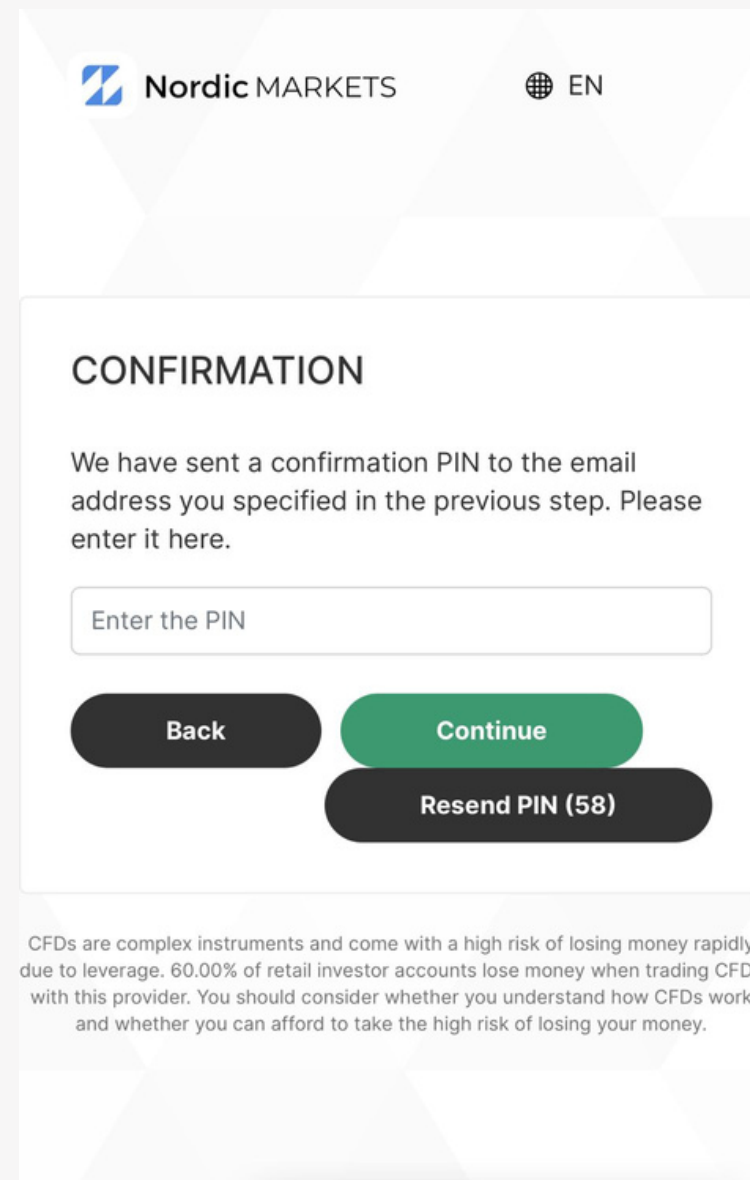 Nordic MARKETS
EN
CONFIRMATION
We have sent a confirmation PIN to the email
address you specified in the previous step. Please
enter it here.
Enter the PIN
Back
Continue
Resend PIN (58)
CFDs are complex instruments and come with a high risk of losing money rapidly
due to leverage. 60.00% of retail investor accounts lose money when trading CFD
with this provider. You should consider whether you understand how CFDs work
and whether you can afford to take the high risk of losing your money.